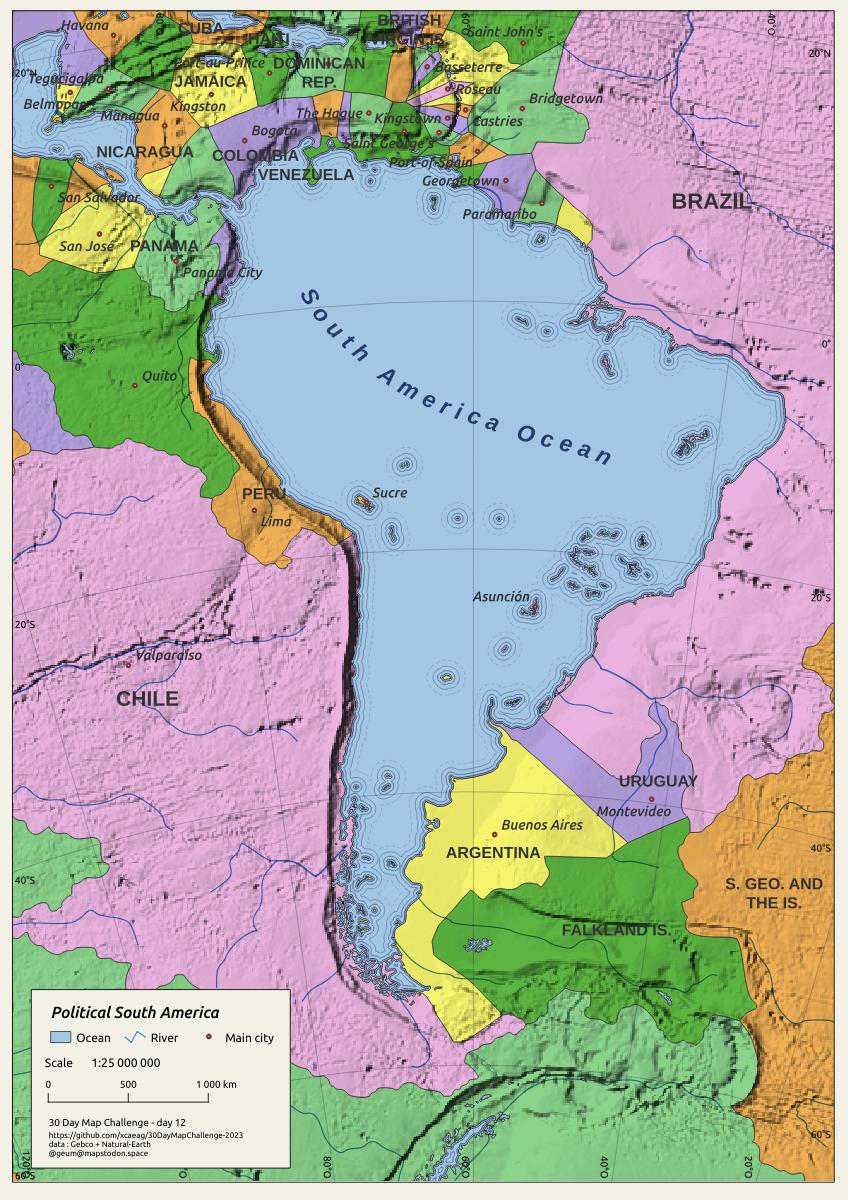 Havana
CUBA
80°O
HAITI
BRITISH
VIRGIN IS.
60°O
Saint John's
40°O
20°N
20°N
Port-au-Prince
DOMINICAN
REP.
JAMAICA
Basseterre
Tegucigalpa
Roseau
Bridgetown
Belmopan
Kingston
Managua
The Hague
Kingstown
Castries
Bogota
Saint George's
NICARAGUA
COLOMBIA
Port-of-Spain
VENEZUELA
Georgetown
San Salvador
BRAZIL
Paramaribo
San José
PANAMA
Panama City
South America Ocean
0°
0°
Quito
PERU
Sucre
Lima
Asunción
20°S
20°S
Valparaíso
CHILE
URUGUAY
Montevideo
Buenos Aires
ARGENTINA
40°S
40°S
S. GEO. AND
THE IS.
FALKLAND IS.
Political South America
Ocean
River
Main city
Scale 1:25 000 000
0 500 1 000 km
30 Day Map Challenge - day 12
https://github.com/xcaeag/30DayMapChallenge-2023
data : Gebco + Natural-Earth
@geum@mapstodon.space
60°S
60°S
120°O
80°O
60°O
40°O
20°O